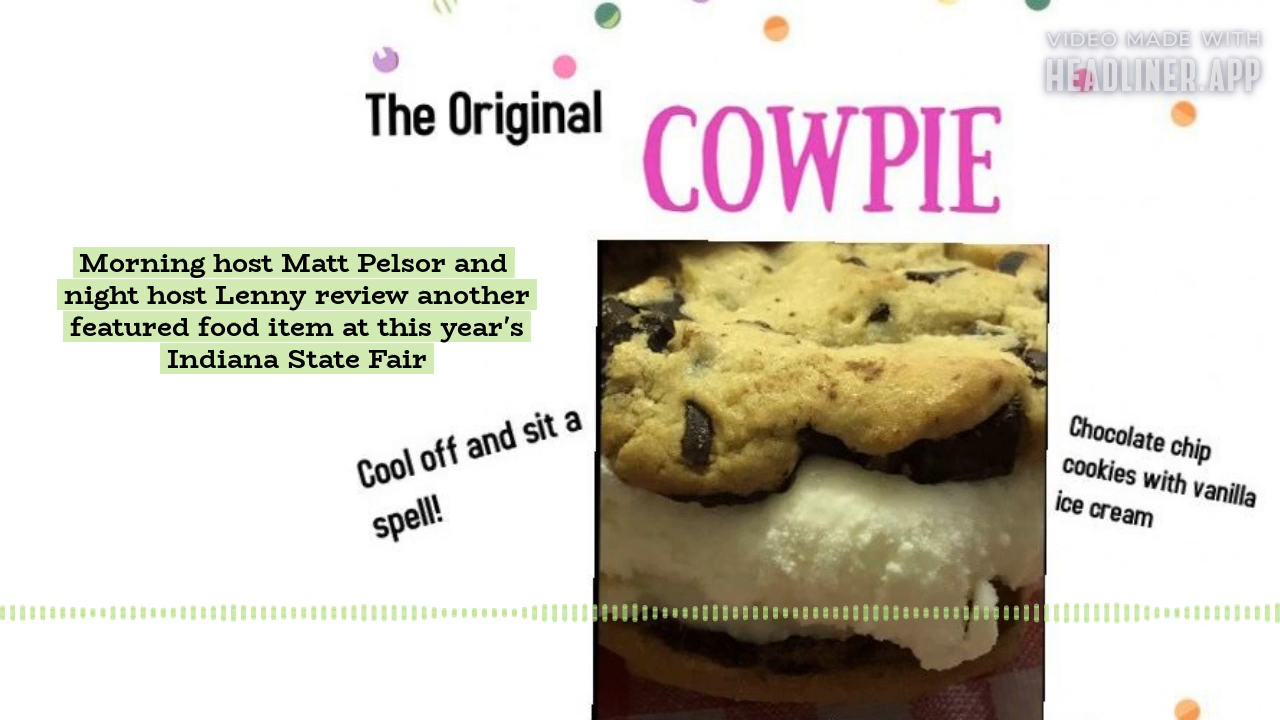 VIDEO MADE WITH
HEADLINER.APP
The Original
COWPIE
Morning host Matt Pelsor and
night host Lenny review another
featured food item at this year's
Indiana State Fair
Cool off and sit a
spell!
Chocolate chip
cookies with vanilla
ice cream